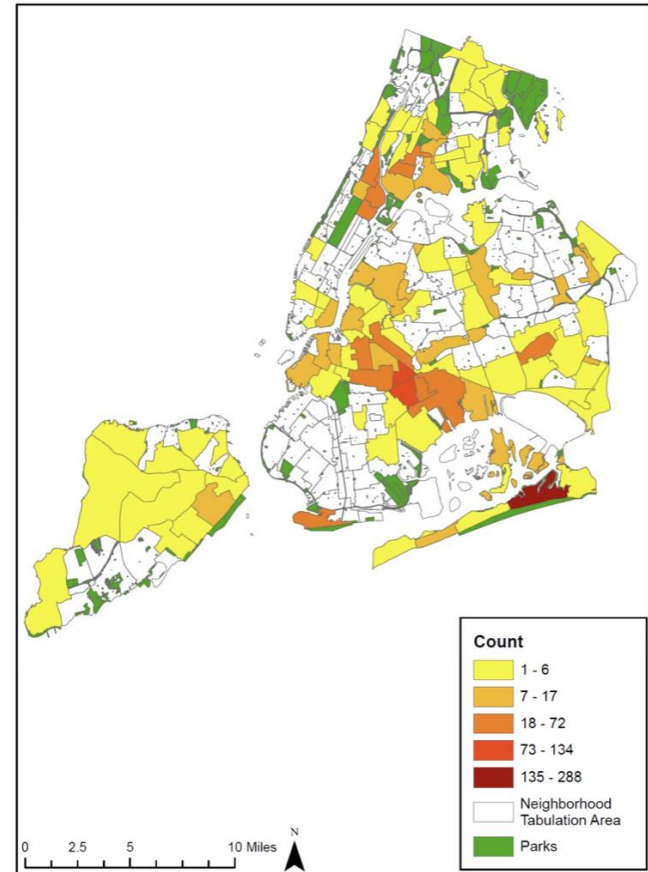 Count
1 - 6
7 - 17
18 - 72
73 - 134
135 - 288
Neighborhood
Tabulation Area
Parks
0 2.5 5 10 Miles
N